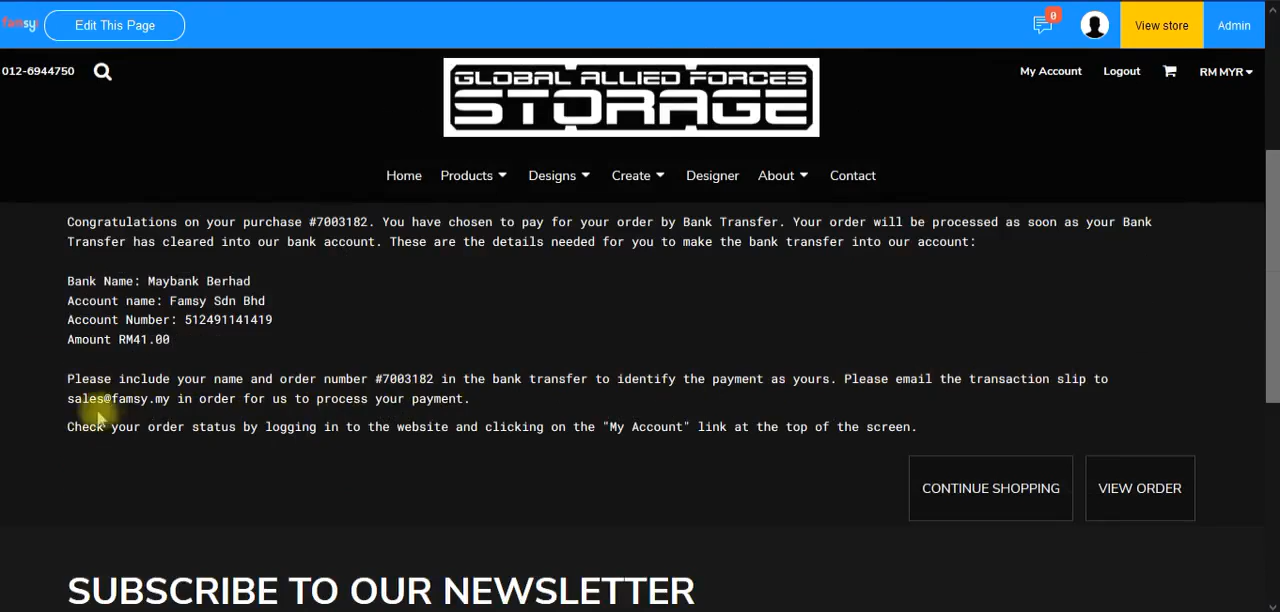 famsy
Edit This Page
0
View store
Admin
012-6944750
GLOBAL ALLIED FORCES
STORAGE
My Account
Logout
RM MYR
Home
Products
Designs
Create
Designer
About
Contact
Congratulations on your purchase #7003182. You have chosen to pay for your order by Bank Transfer. Your order will be processed as soon as your Bank
Transfer has cleared into our bank account. These are the details needed for you to make the bank transfer into our account:
Bank Name: Maybank Berhad
Account name: Famsy Sdn Bhd
Account Number: 512491141419
Amount RM41.00
Please include your name and order number #7003182 in the bank transfer to identify the payment as yours. Please email the transaction slip to
sales@famsy.my in order for us to process your payment.
Check your order status by logging in to the website and clicking on the "My Account" link at the top of the screen.
CONTINUE SHOPPING
VIEW ORDER
SUBSCRIBE TO OUR NEWSLETTER